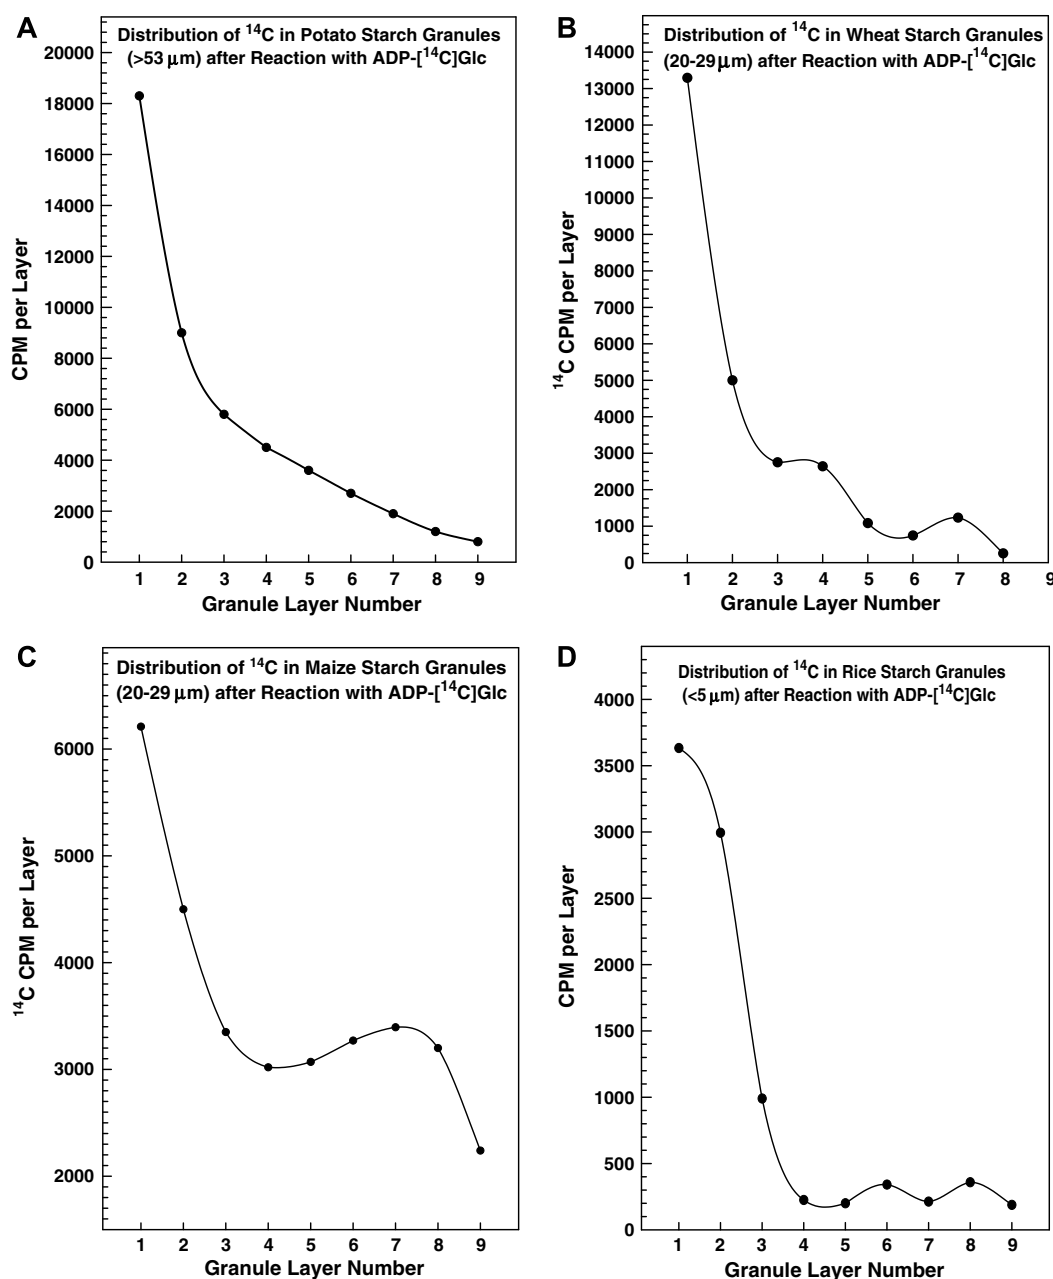 A
Distribution of ¹⁴C in Potato Starch Granules
(>53 μm) after Reaction with ADP-[¹⁴C]Glc
20000
18000
16000
14000
12000
10000
8000
6000
4000
2000
0
CPM per Layer
1 2 3 4 5 6 7 8 9
Granule Layer Number
B
Distribution of ¹⁴C in Wheat Starch Granules
(20-29μm) after Reaction with ADP-[¹⁴C]Glc
14000
13000
12000
11000
10000
9000
8000
7000
6000
5000
4000
3000
2000
1000
0
¹⁴C CPM per Layer
1 2 3 4 5 6 7 8 9
Granule Layer Number
C
Distribution of ¹⁴C in Maize Starch Granules
(20-29 μm) after Reaction with ADP-[¹⁴C]Glc
6000
5000
4000
3000
2000
¹⁴C CPM per Layer
1 2 3 4 5 6 7 8 9
Granule Layer Number
D
Distribution of ¹⁴C in Rice Starch Granules
(<5 μm) after Reaction with ADP-[¹⁴C]Glc
4000
3500
3000
2500
2000
1500
1000
500
0
CPM per Layer
1 2 3 4 5 6 7 8 9
Granule Layer Number